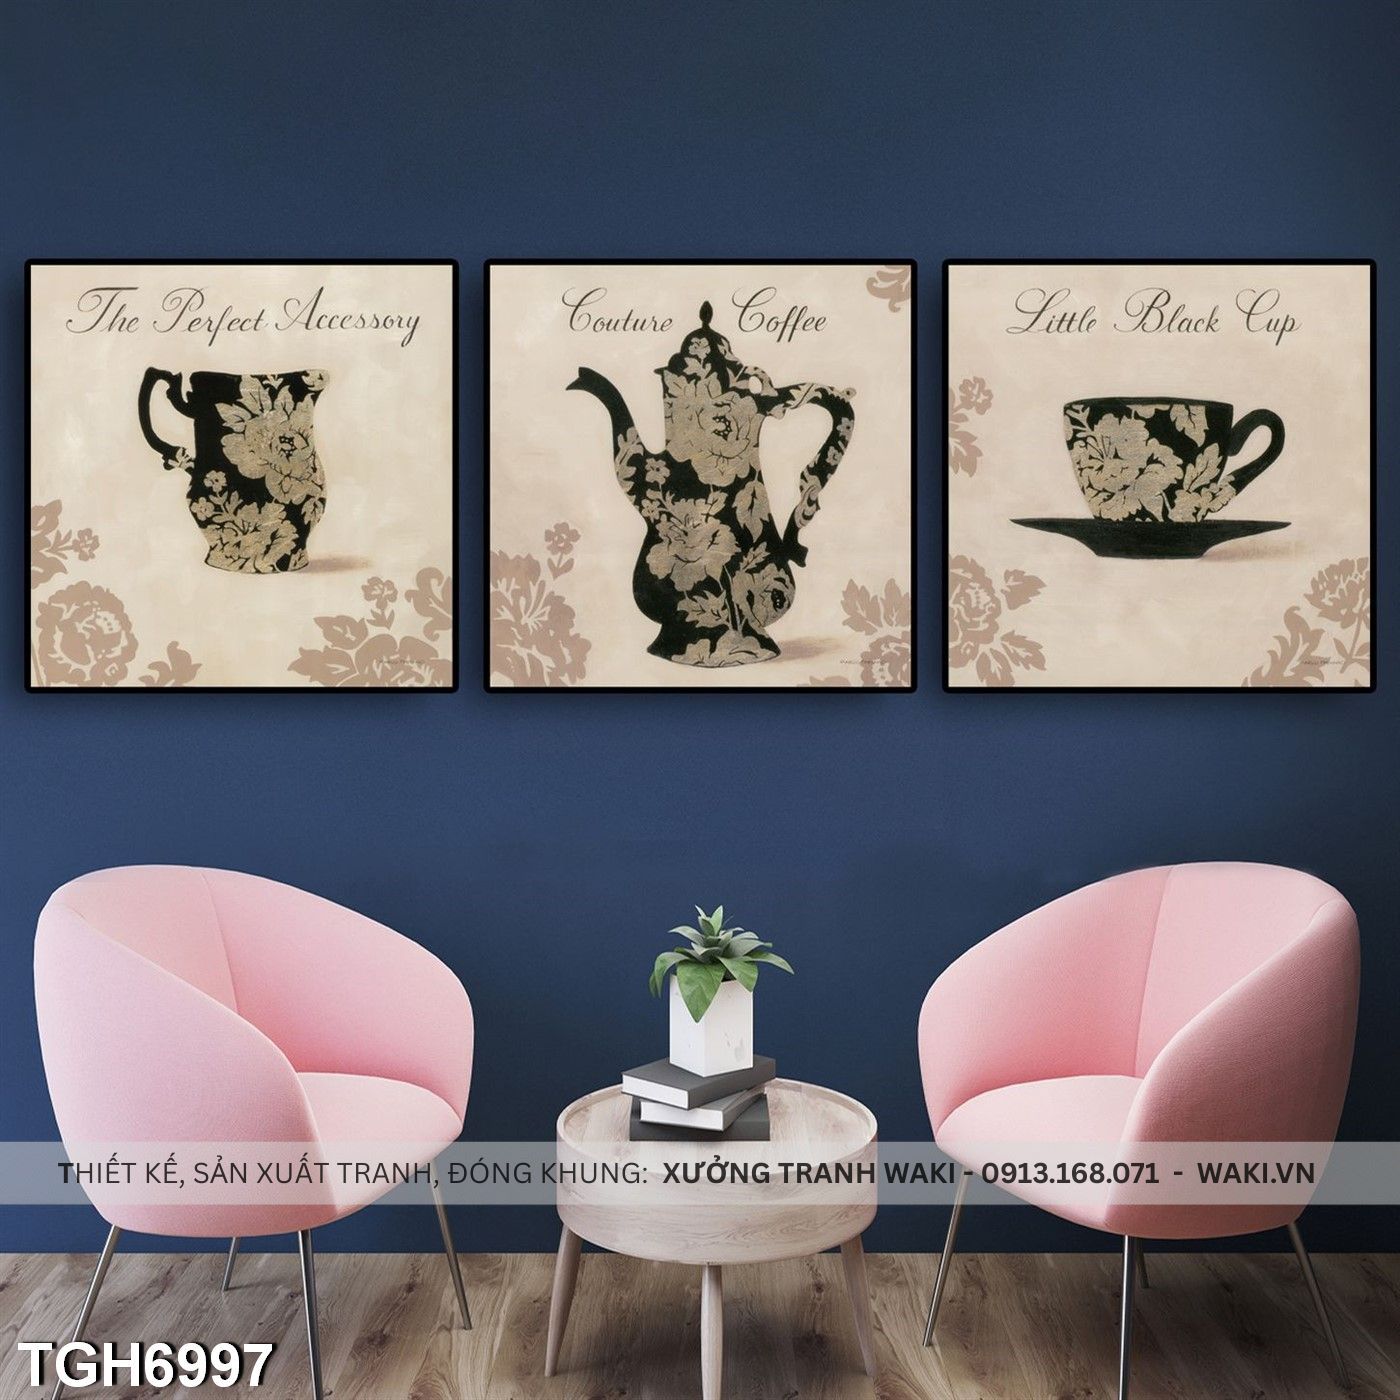 The Perfect Accessory
Couture Coffee
Little Black Cup
THIẾT KẾ, SẢN XUẤT TRANH, ĐÓNG KHUNG: XƯỞNG TRANH WAKI - 0913.168.071 - WAKI.VN
TGH6997